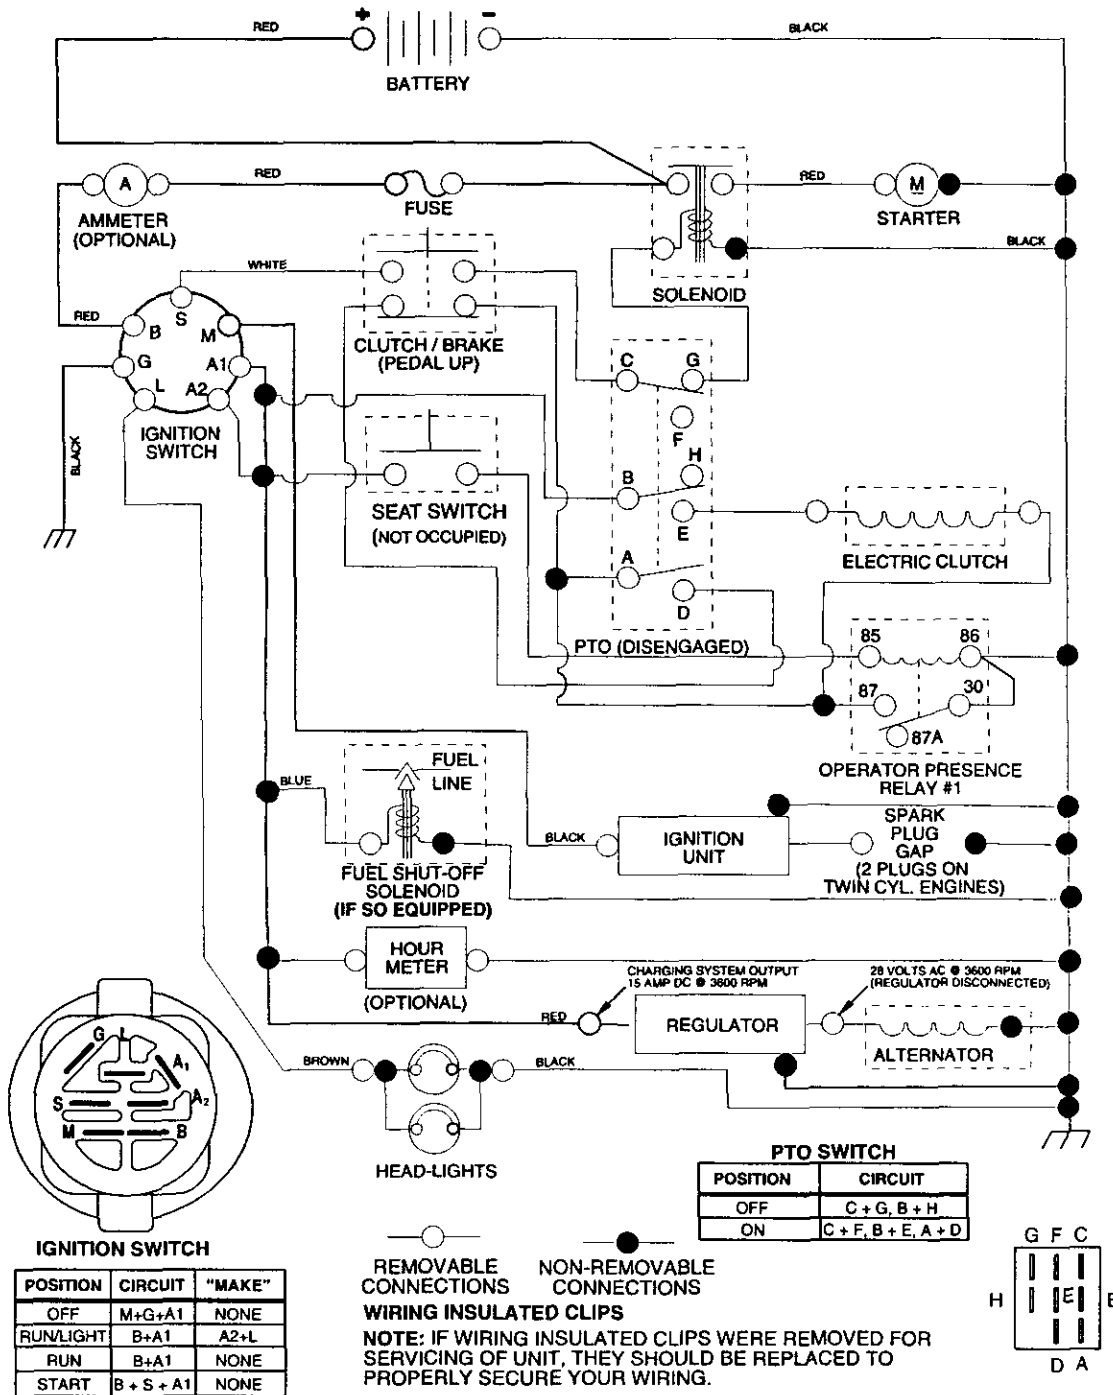 +
-
RED
BLACK
BATTERY
A
RED
RED
M
AMMETER
(OPTIONAL)
FUSE
STARTER
WHITE
BLACK
SOLENOID
S
RED
B
M
CLUTCH / BRAKE
(PEDAL UP)
G
A1
C
G
L
A2
F
IGNITION
SWITCH
BLACK
H
B
SEAT SWITCH
(NOT OCCUPIED)
E
ELECTRIC CLUTCH
A
D
PTO (DISENGAGED)
85
86
87
30
87A
OPERATOR PRESENCE
RELAY #1
FUEL
LINE
BLUE
BLACK
IGNITION
UNIT
SPARK
PLUG
GAP
(2 PLUGS ON
TWIN CYL. ENGINES)
FUEL SHUT-OFF
SOLENOID
(IF SO EQUIPPED)
HOUR
METER
(OPTIONAL)
CHARGING SYSTEM OUTPUT
15 AMP DC @ 3600 RPM
28 VOLTS AC @ 3600 RPM
(REGULATOR DISCONNECTED)
RED
REGULATOR
ALTERNATOR
BROWN
BLACK
HEAD-LIGHTS
G L
A1
S
A2
M
B
IGNITION SWITCH
POSITION CIRCUIT "MAKE"
OFF M+G+A1 NONE
RUN/LIGHT B+A1 A2+L
RUN B+A1 NONE
START B + S + A1 NONE
REMOVABLE
CONNECTIONS
NON-REMOVABLE
CONNECTIONS
WIRING INSULATED CLIPS
NOTE: IF WIRING INSULATED CLIPS WERE REMOVED FOR
SERVICING OF UNIT, THEY SHOULD BE REPLACED TO
PROPERLY SECURE YOUR WIRING.
PTO SWITCH
POSITION CIRCUIT
OFF C + G, B + H
ON C + F, B + E, A + D
G F C
H E
D A